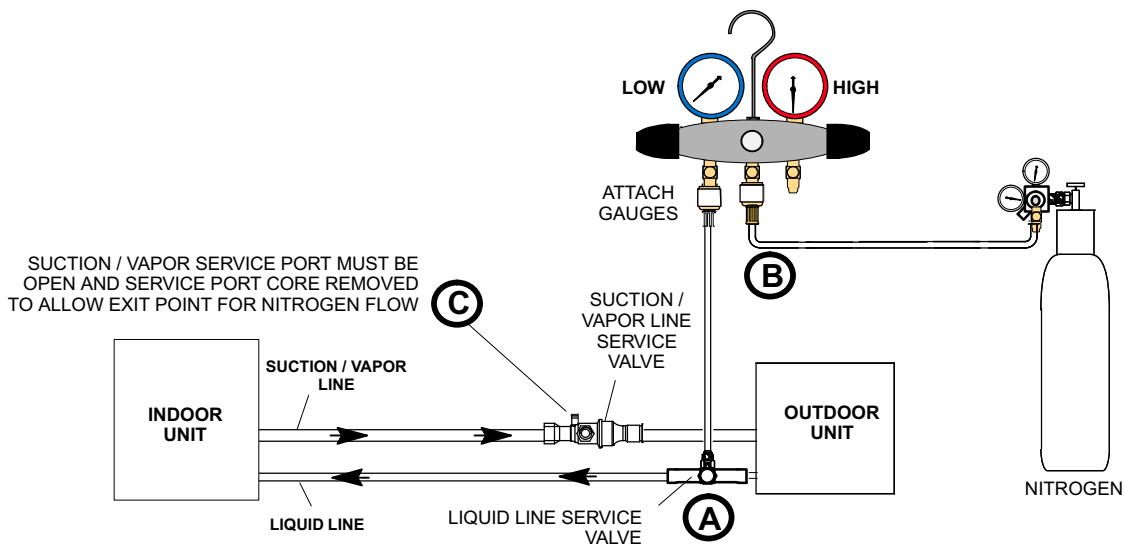 LOW
HIGH
ATTACH
GAUGES
B
SUCTION / VAPOR SERVICE PORT MUST BE
OPEN AND SERVICE PORT CORE REMOVED
TO ALLOW EXIT POINT FOR NITROGEN FLOW
C
SUCTION /
VAPOR LINE
SERVICE
VALVE
SUCTION / VAPOR
LINE
INDOOR
UNIT
OUTDOOR
UNIT
NITROGEN
LIQUID LINE
LIQUID LINE SERVICE
VALVE
A